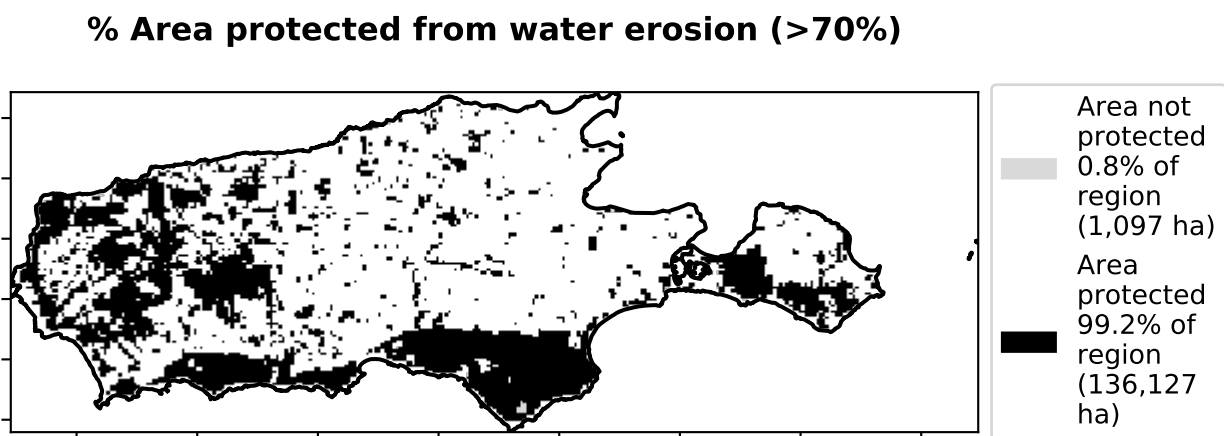 % Area protected from water erosion (>70%)
Area not
protected
0.8% of
region
(1,097 ha)
Area
protected
99.2% of
region
(136,127
ha)